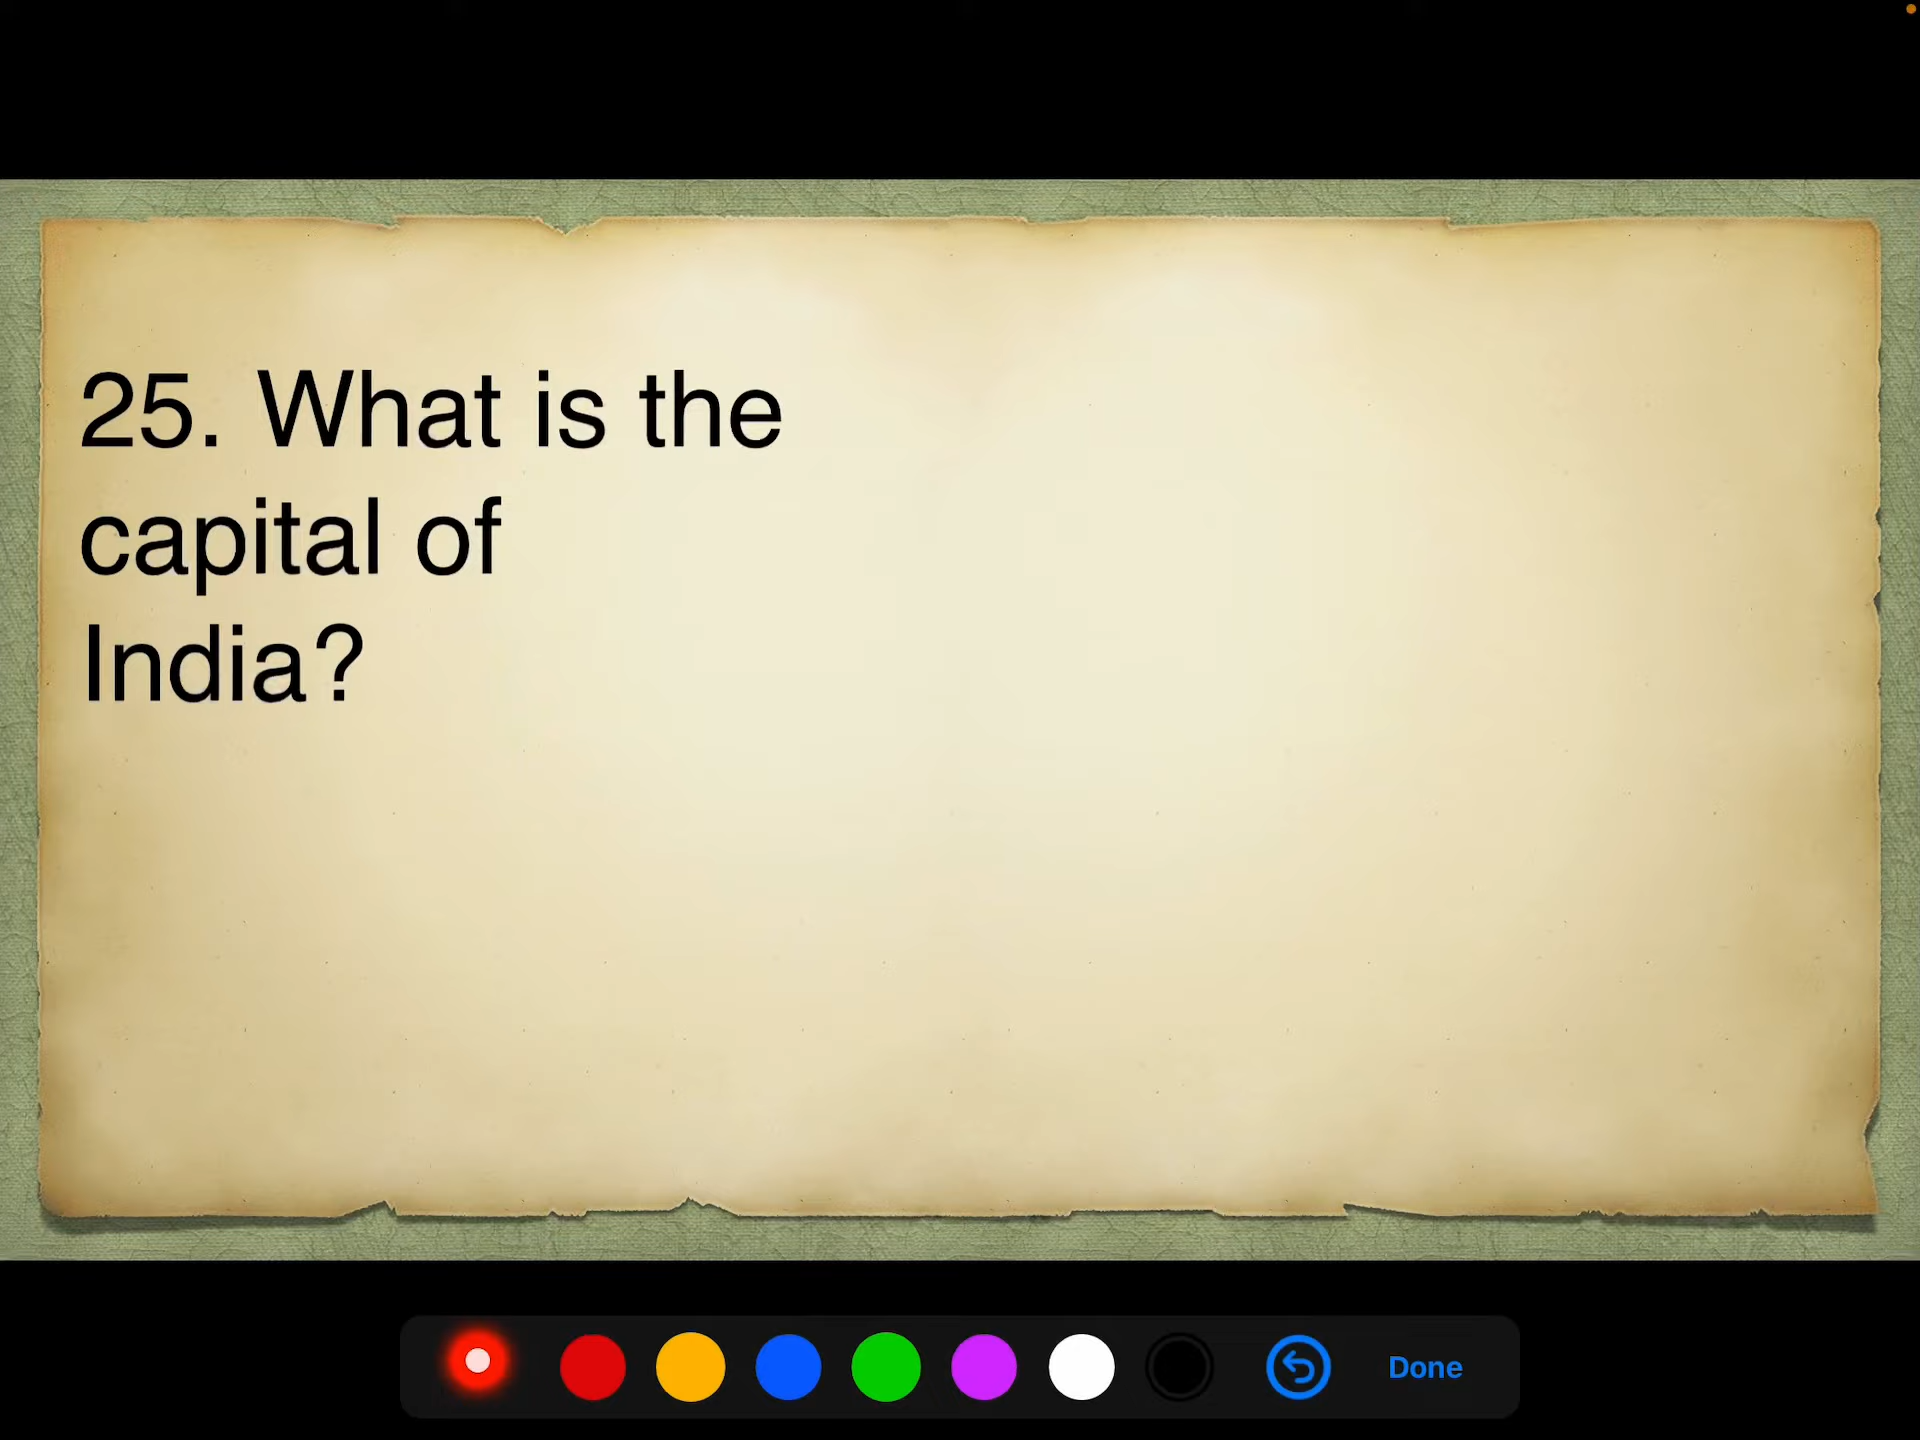 25. What is the
capital of
India?
Done